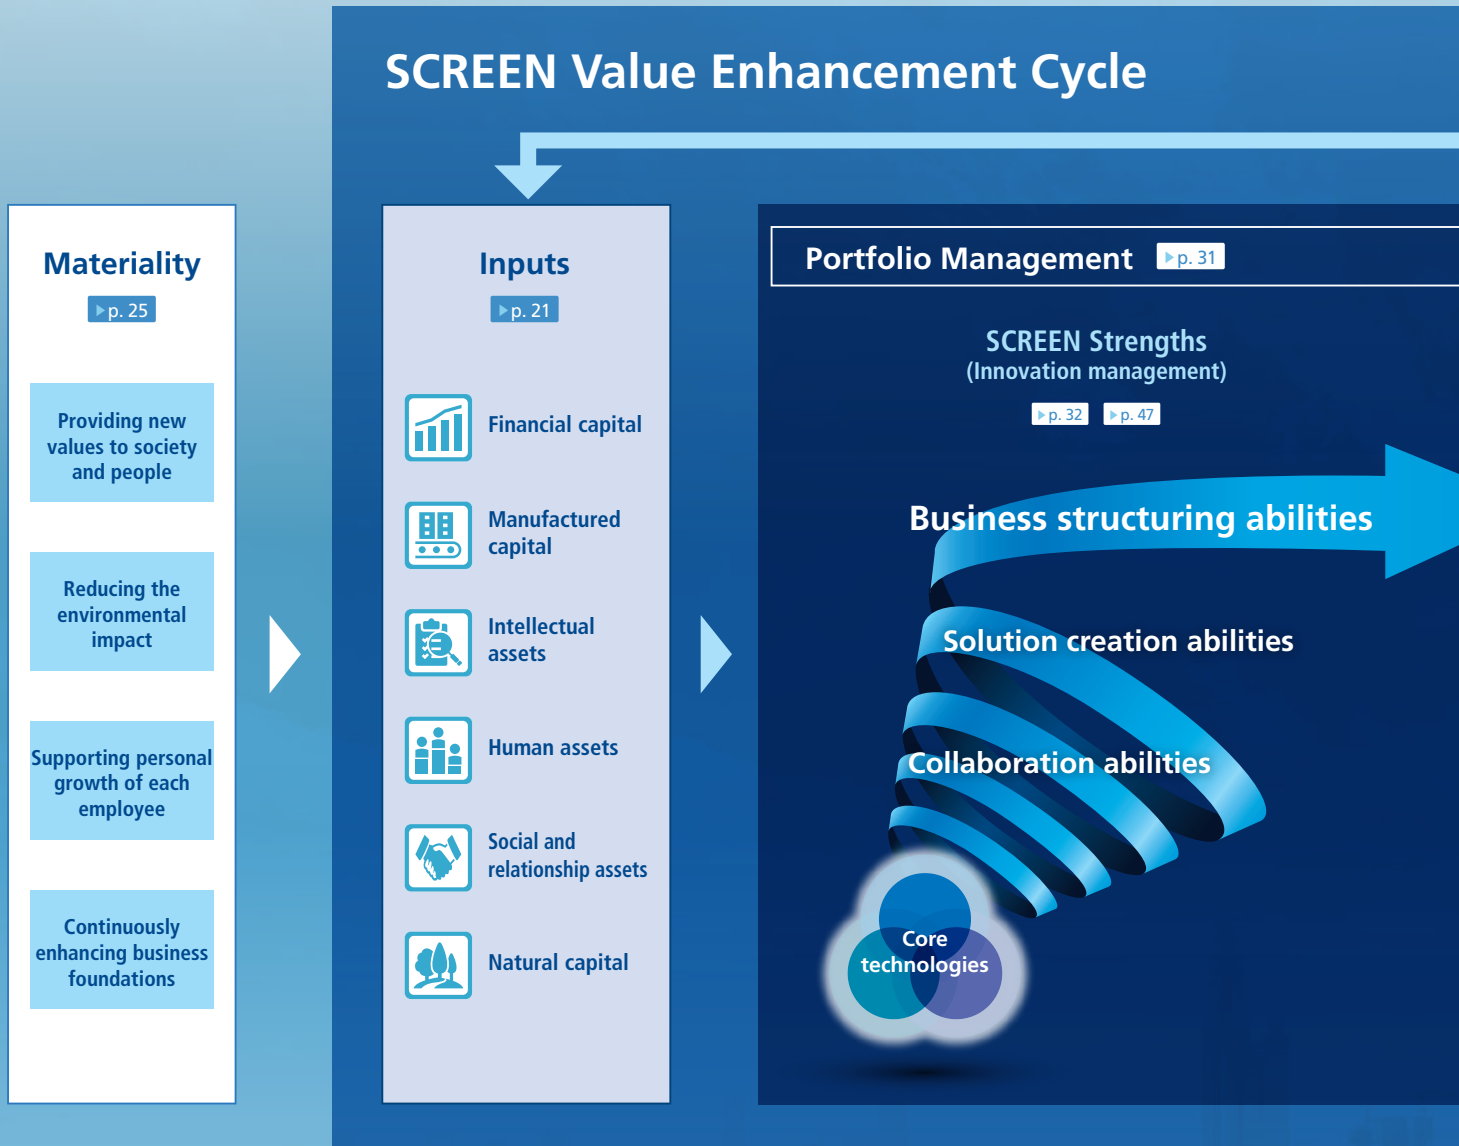 SCREEN Value Enhancement Cycle
Materiality
p. 25
Providing new
values to society
and people
Reducing the
environmental
impact
Supporting personal
growth of each
employee
Continuously
enhancing business
foundations
Inputs
p. 21
Financial capital
Manufactured
capital
Intellectual
assets
Human assets
Social and
relationship assets
Natural capital
Portfolio Management p. 31
SCREEN Strengths
(Innovation management)
p. 32 p. 47
Business structuring abilities
Solution creation abilities
Collaboration abilities
Core
technologies